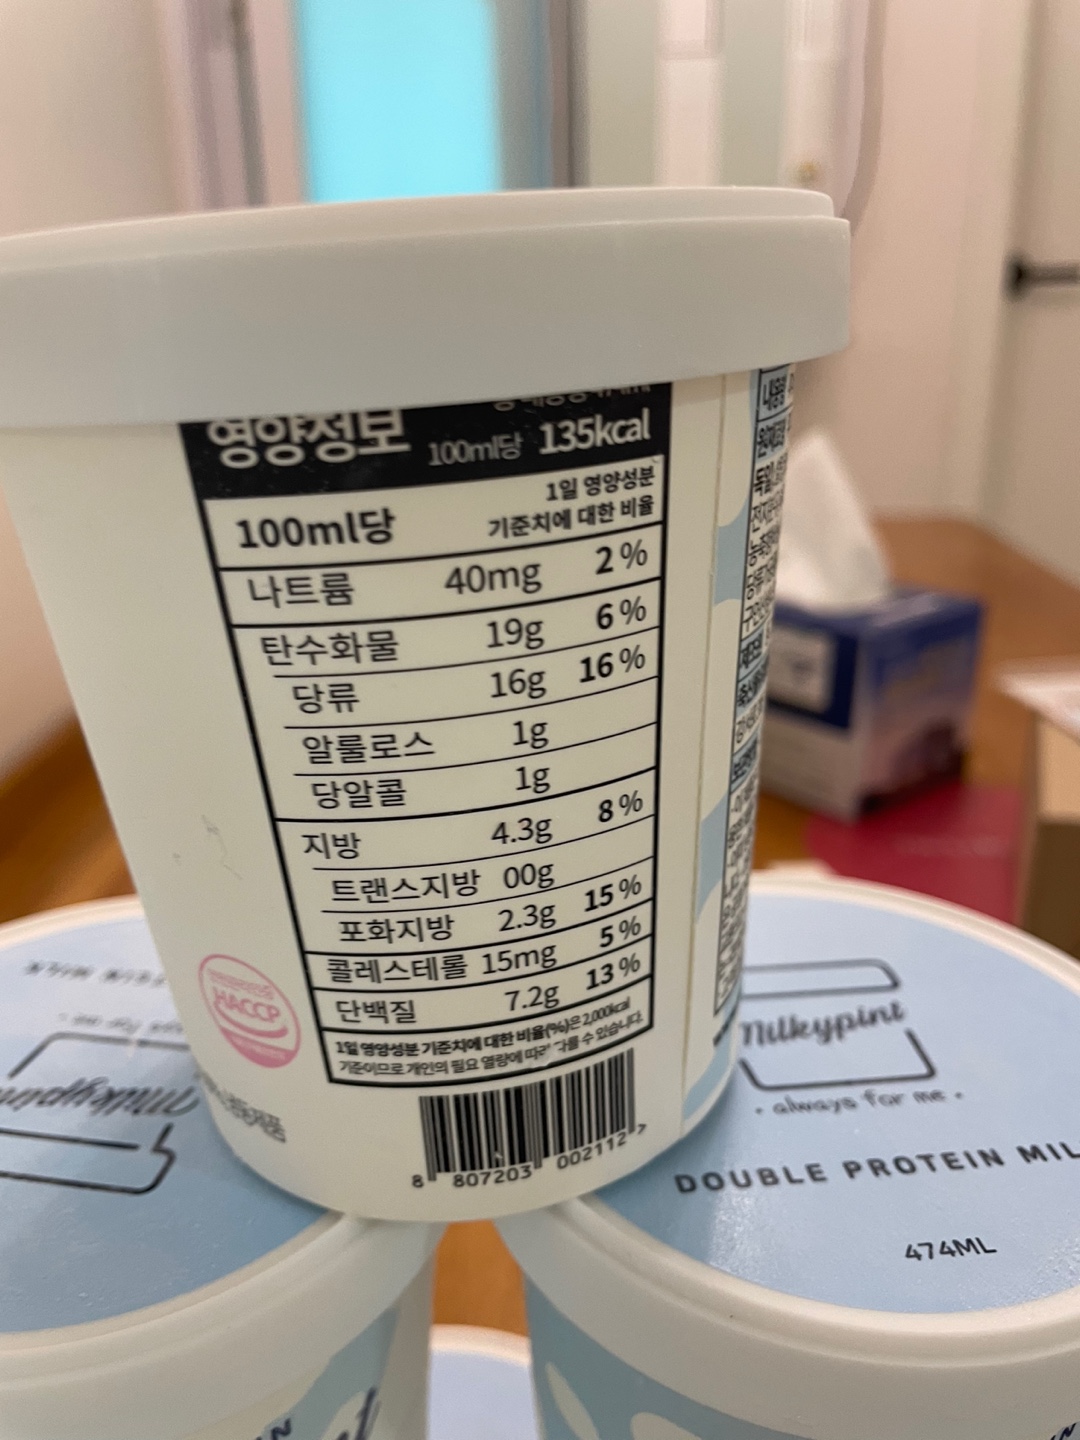 영양정보 100ml당 135kcal
100ml당 1일 영양성분
기준치에 대한 비율
나트륨 40mg 2%
탄수화물 19g 6%
당류 16g 16%
알룰로스 1g
당알콜 1g
지방 4.3g 8%
트랜스지방 00g
포화지방 2.3g 15%
콜레스테롤 15mg 5%
단백질 7.2g 13%
1일 영양성분 기준치에 대한 비율(%)은 2,000kcal
기준이므로 개인의 필요 열량에 따라 다를 수 있습니다.
HACCP
8 807203 002112 >
Milkypint
· always for me ·
DOUBLE PROTEIN MIL
474ML
Milkypint